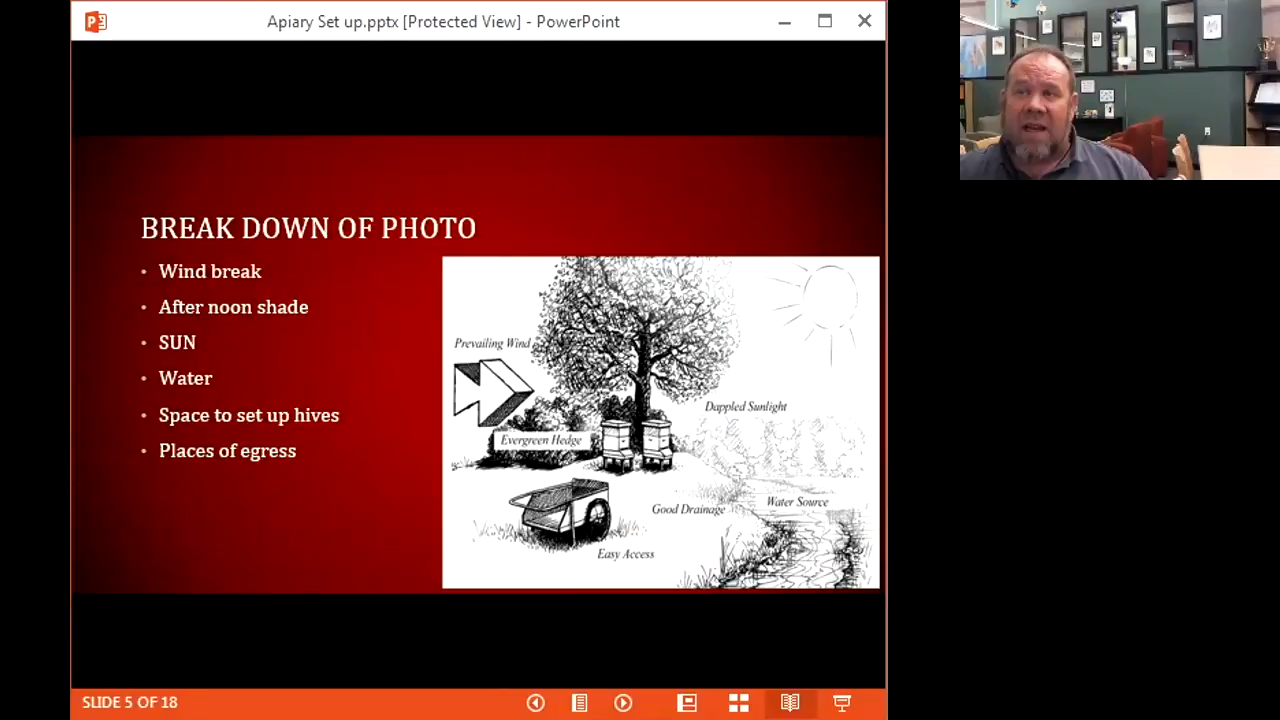 Apiary Set up.pptx [Protected View] - PowerPoint
BREAK DOWN OF PHOTO
• Wind break
• After noon shade
• SUN
• Water
• Space to set up hives
• Places of egress
Prevailing Wind
Dappled Sunlight
Evergreen Hedge
Water Source
Good Drainage
Easy Access
SLIDE 5 OF 18